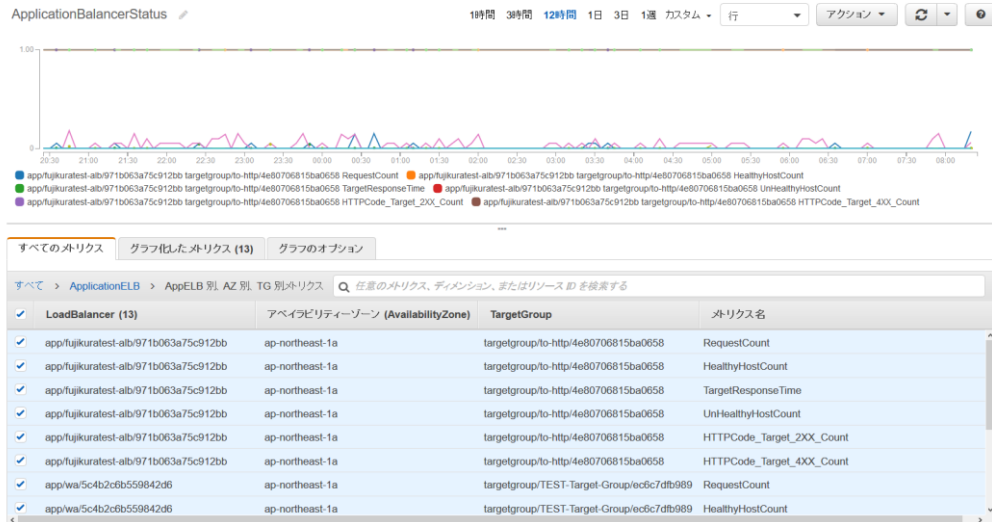 ApplicationBalancerStatus
1時間 3時間 12時間 1日 3日 1週 カスタム 行 アクション
1.00
0
20:30 21:00 21:30 22:00 22:30 23:00 23:30 00:00 00:30 01:00 01:30 02:00 02:30 03:00 03:30 04:00 04:30 05:00 05:30 06:00 06:30 07:00 07:30 08:00
app/fujikuratest-alb/971b063a75c912bb targetgroup/to-http/4e80706815ba0658 RequestCount app/fujikuratest-alb/971b063a75c912bb targetgroup/to-http/4e80706815ba0658 HealthyHostCount
app/fujikuratest-alb/971b063a75c912bb targetgroup/to-http/4e80706815ba0658 TargetResponseTime app/fujikuratest-alb/971b063a75c912bb targetgroup/to-http/4e80706815ba0658 UnHealthyHostCount
app/fujikuratest-alb/971b063a75c912bb targetgroup/to-http/4e80706815ba0658 HTTPCode_Target_2XX_Count app/fujikuratest-alb/971b063a75c912bb targetgroup/to-http/4e80706815ba0658 HTTPCode_Target_4XX_Count
すべてのメトリクス グラフ化したメトリクス (13) グラフのオプション
すべて > ApplicationELB > AppELB 別, AZ 別, TG 別メトリクス 任意のメトリクス、ディメンション、またはリソース ID を検索する
LoadBalancer (13) アベイラビリティーゾーン (AvailabilityZone) TargetGroup メトリクス名
app/fujikuratest-alb/971b063a75c912bb ap-northeast-1a targetgroup/to-http/4e80706815ba0658 RequestCount
app/fujikuratest-alb/971b063a75c912bb ap-northeast-1a targetgroup/to-http/4e80706815ba0658 HealthyHostCount
app/fujikuratest-alb/971b063a75c912bb ap-northeast-1a targetgroup/to-http/4e80706815ba0658 TargetResponseTime
app/fujikuratest-alb/971b063a75c912bb ap-northeast-1a targetgroup/to-http/4e80706815ba0658 UnHealthyHostCount
app/fujikuratest-alb/971b063a75c912bb ap-northeast-1a targetgroup/to-http/4e80706815ba0658 HTTPCode_Target_2XX_Count
app/fujikuratest-alb/971b063a75c912bb ap-northeast-1a targetgroup/to-http/4e80706815ba0658 HTTPCode_Target_4XX_Count
app/wa/5c4b2c6b559842d6 ap-northeast-1a targetgroup/TEST-Target-Group/ec6c7dfb989 RequestCount
app/wa/5c4b2c6b559842d6 ap-northeast-1a targetgroup/TEST-Target-Group/ec6c7dfb989 HealthyHostCount